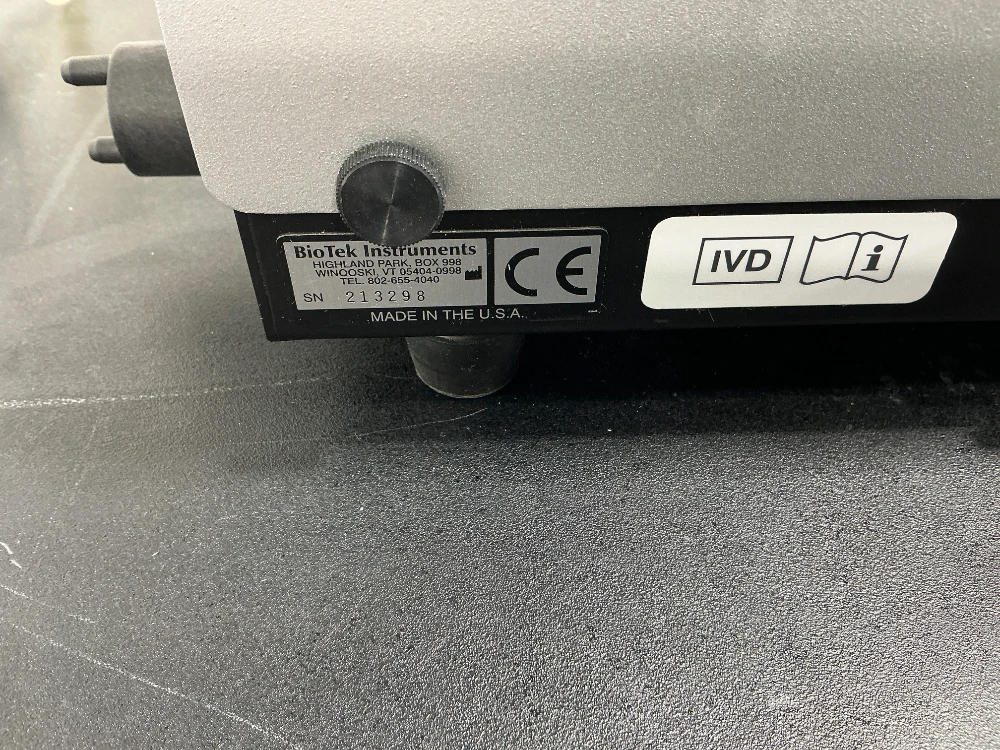 BioTek Instruments
HIGHLAND PARK, BOX 998
WINOOSKI, VT 05404-0998
TEL. 802-655-4040
SN 213298
CE
MADE IN THE U.S.A.
IVD
i